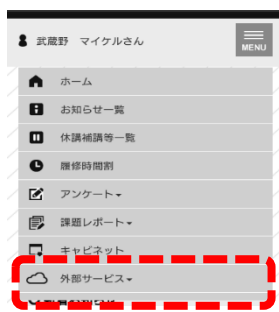 武蔵野 マイケルさん
MENU
ホーム
お知らせ一覧
休講補講等一覧
履修時間割
アンケート
課題レポート
キャビネット
外部サービス